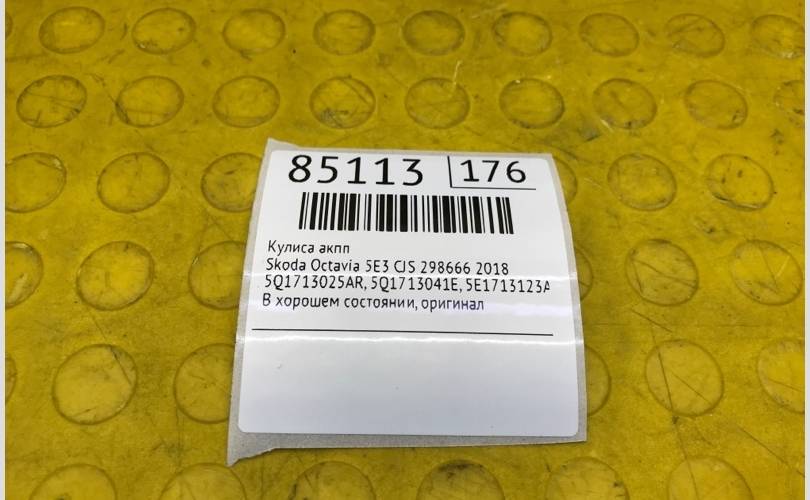 85113 176
Кулиса акпп
Skoda Octavia 5E3 CJS 298666 2018
5Q1713025AR, 5Q1713041E, 5E1713123A
В хорошем состоянии, оригинал